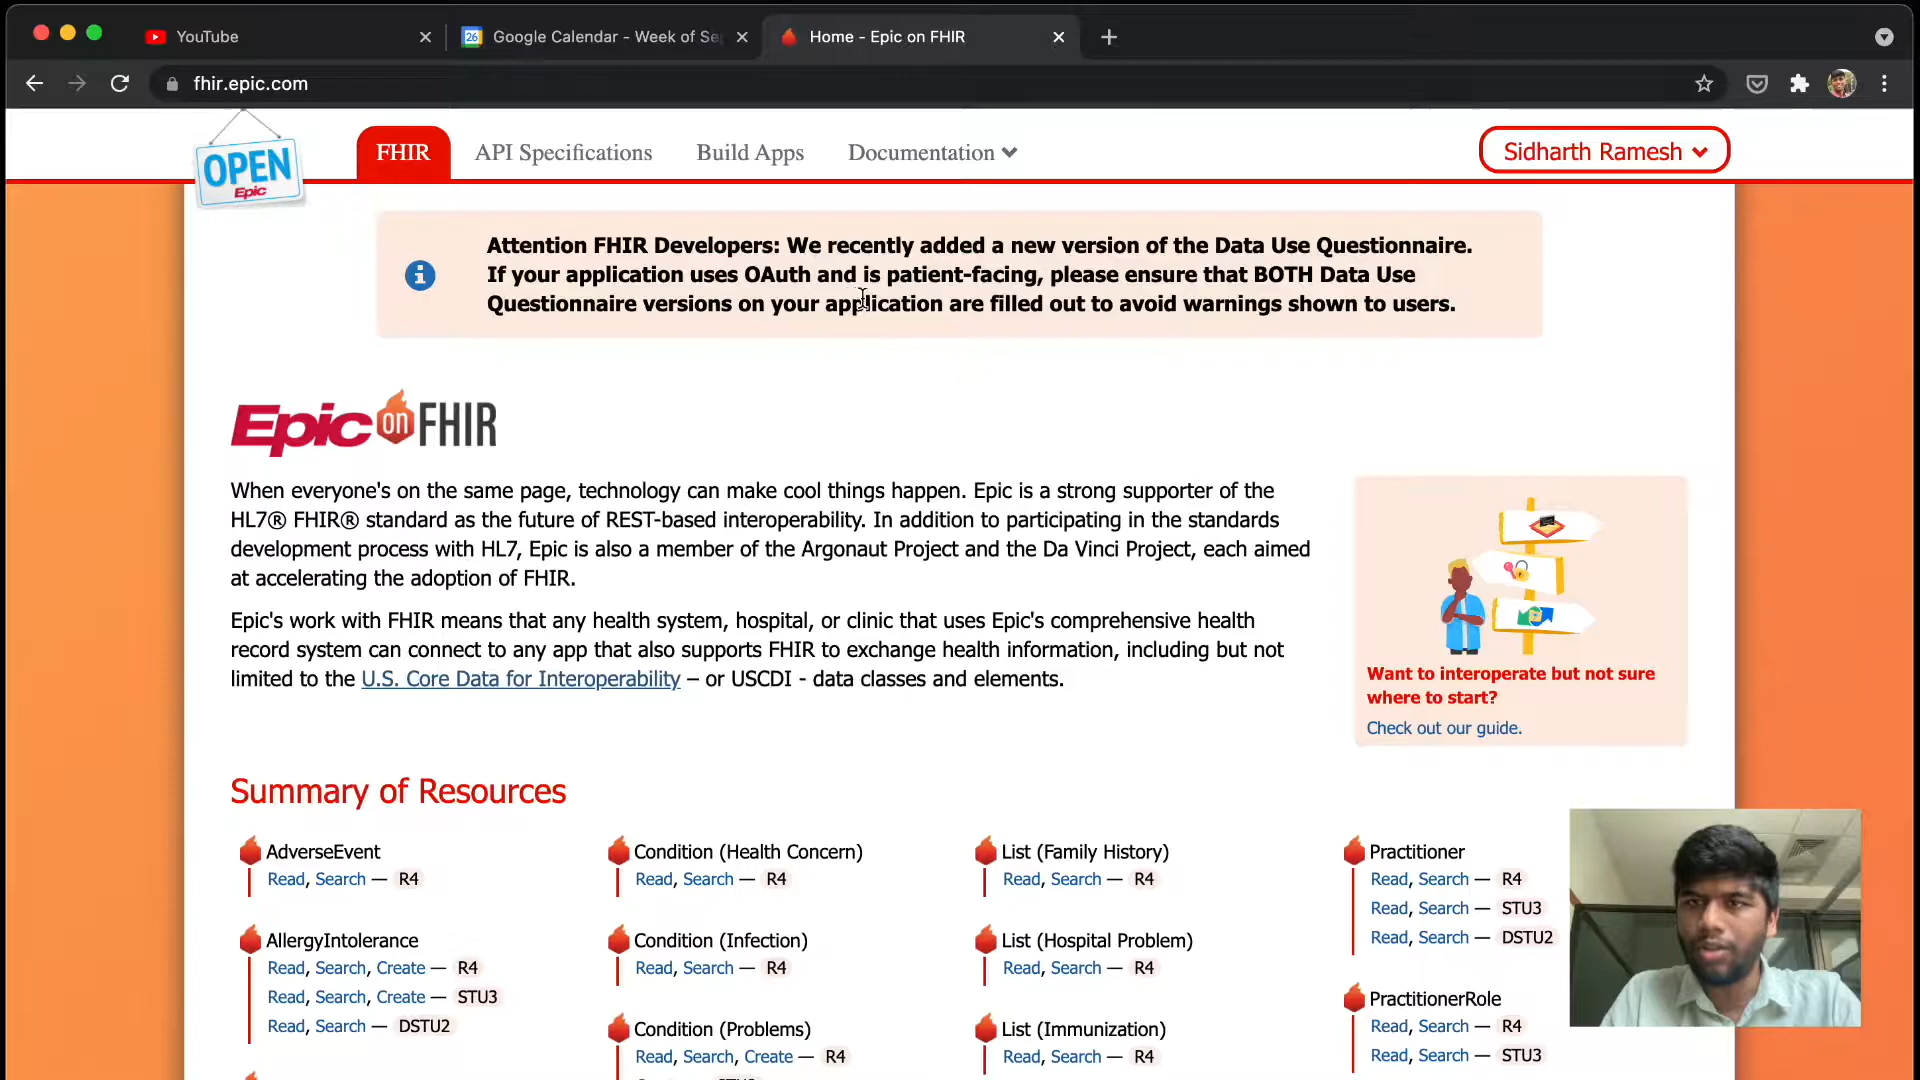 YouTube
Google Calendar - Week of Se
Home - Epic on FHIR
fhir.epic.com
OPEN
Epic
FHIR
API Specifications
Build Apps
Documentation
Sidharth Ramesh
Attention FHIR Developers: We recently added a new version of the Data Use Questionnaire.
If your application uses OAuth and is patient-facing, please ensure that BOTH Data Use
Questionnaire versions on your application are filled out to avoid warnings shown to users.
Epic on FHIR
When everyone's on the same page, technology can make cool things happen. Epic is a strong supporter of the
HL7® FHIR® standard as the future of REST-based interoperability. In addition to participating in the standards
development process with HL7, Epic is also a member of the Argonaut Project and the Da Vinci Project, each aimed
at accelerating the adoption of FHIR.
Epic's work with FHIR means that any health system, hospital, or clinic that uses Epic's comprehensive health
record system can connect to any app that also supports FHIR to exchange health information, including but not
limited to the U.S. Core Data for Interoperability – or USCDI - data classes and elements.
Want to interoperate but not sure
where to start?
Check out our guide.
Summary of Resources
AdverseEvent
Read, Search — R4
AllergyIntolerance
Read, Search, Create — R4
Read, Search, Create — STU3
Read, Search — DSTU2
Condition (Health Concern)
Read, Search — R4
Condition (Infection)
Read, Search — R4
Condition (Problems)
Read, Search, Create — R4
List (Family History)
Read, Search — R4
List (Hospital Problem)
Read, Search — R4
List (Immunization)
Read, Search — R4
Practitioner
Read, Search — R4
Read, Search — STU3
Read, Search — DSTU2
PractitionerRole
Read, Search — R4
Read, Search — STU3